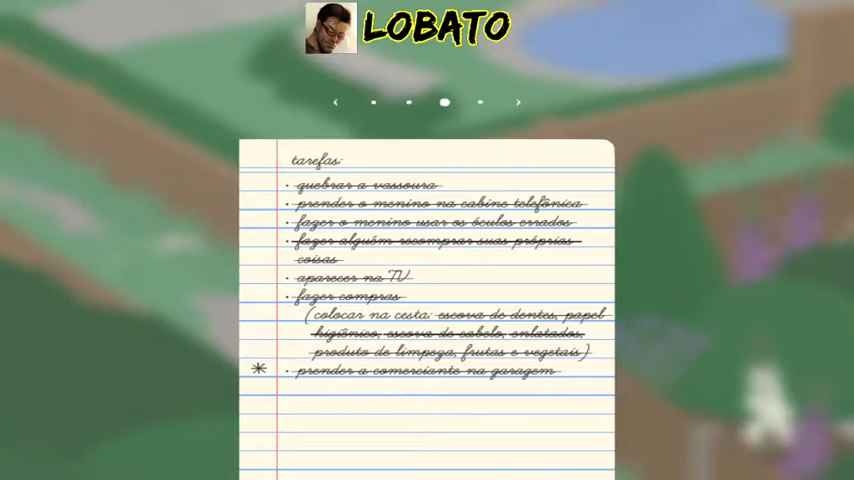 LOBATO
tarefas:
· quebrar a vassoura
· prender o menino na cabine telefônica
· fazer o menino usar os óculos errados
· fazer alguém recomprar suas próprias
coisas
· aparecer na TV
· fazer compras
(colocar na cesta: escova de dentes, papel
higiênico, escova de cabelo, enlatados,
produto de limpeza, frutas e vegetais)
* · prender a comerciante na garagem